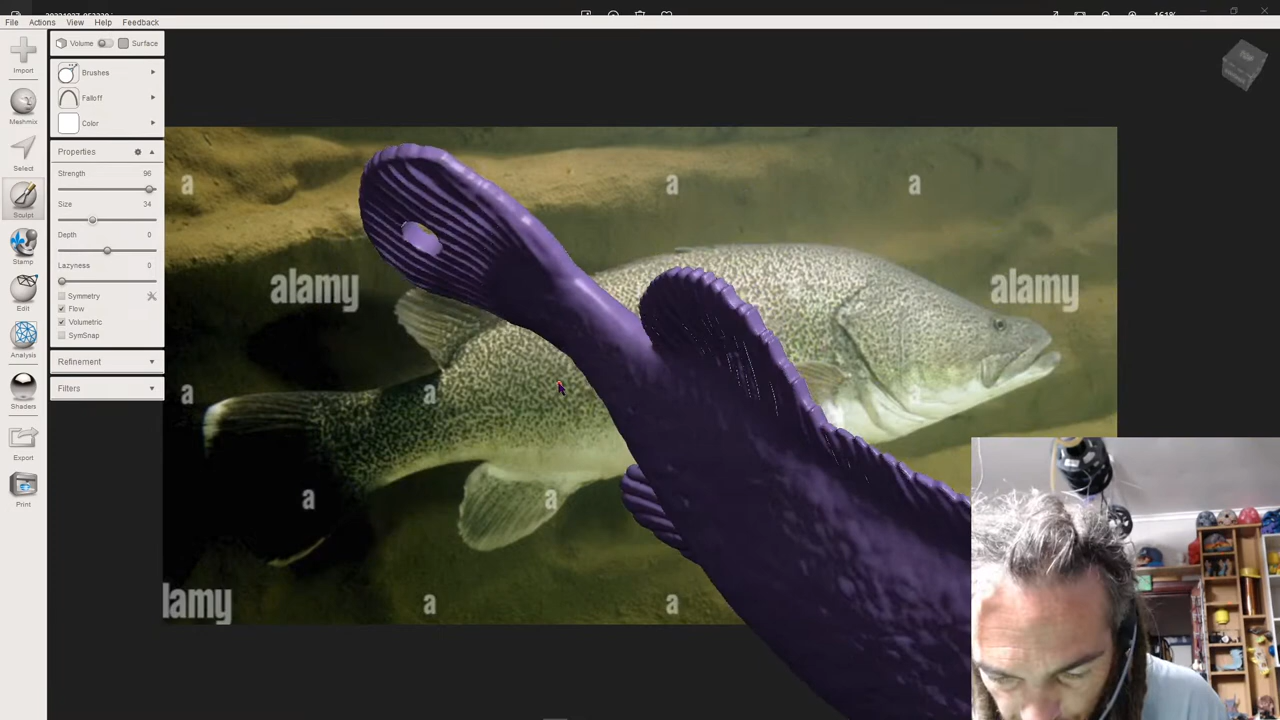 161%
File Actions View Help Feedback
Import
Meshmix
Select
Sculpt
Stamp
Edit
Analysis
Shaders
Export
Print
Volume Surface
Brushes
Falloff
Color
Properties
Strength 96
Size 34
Depth 0
Lazyness 0
Symmetry
Flow
Volumetric
SymSnap
Refinement
Filters
a a a
alamy alamy
a a
a a
alamy a a